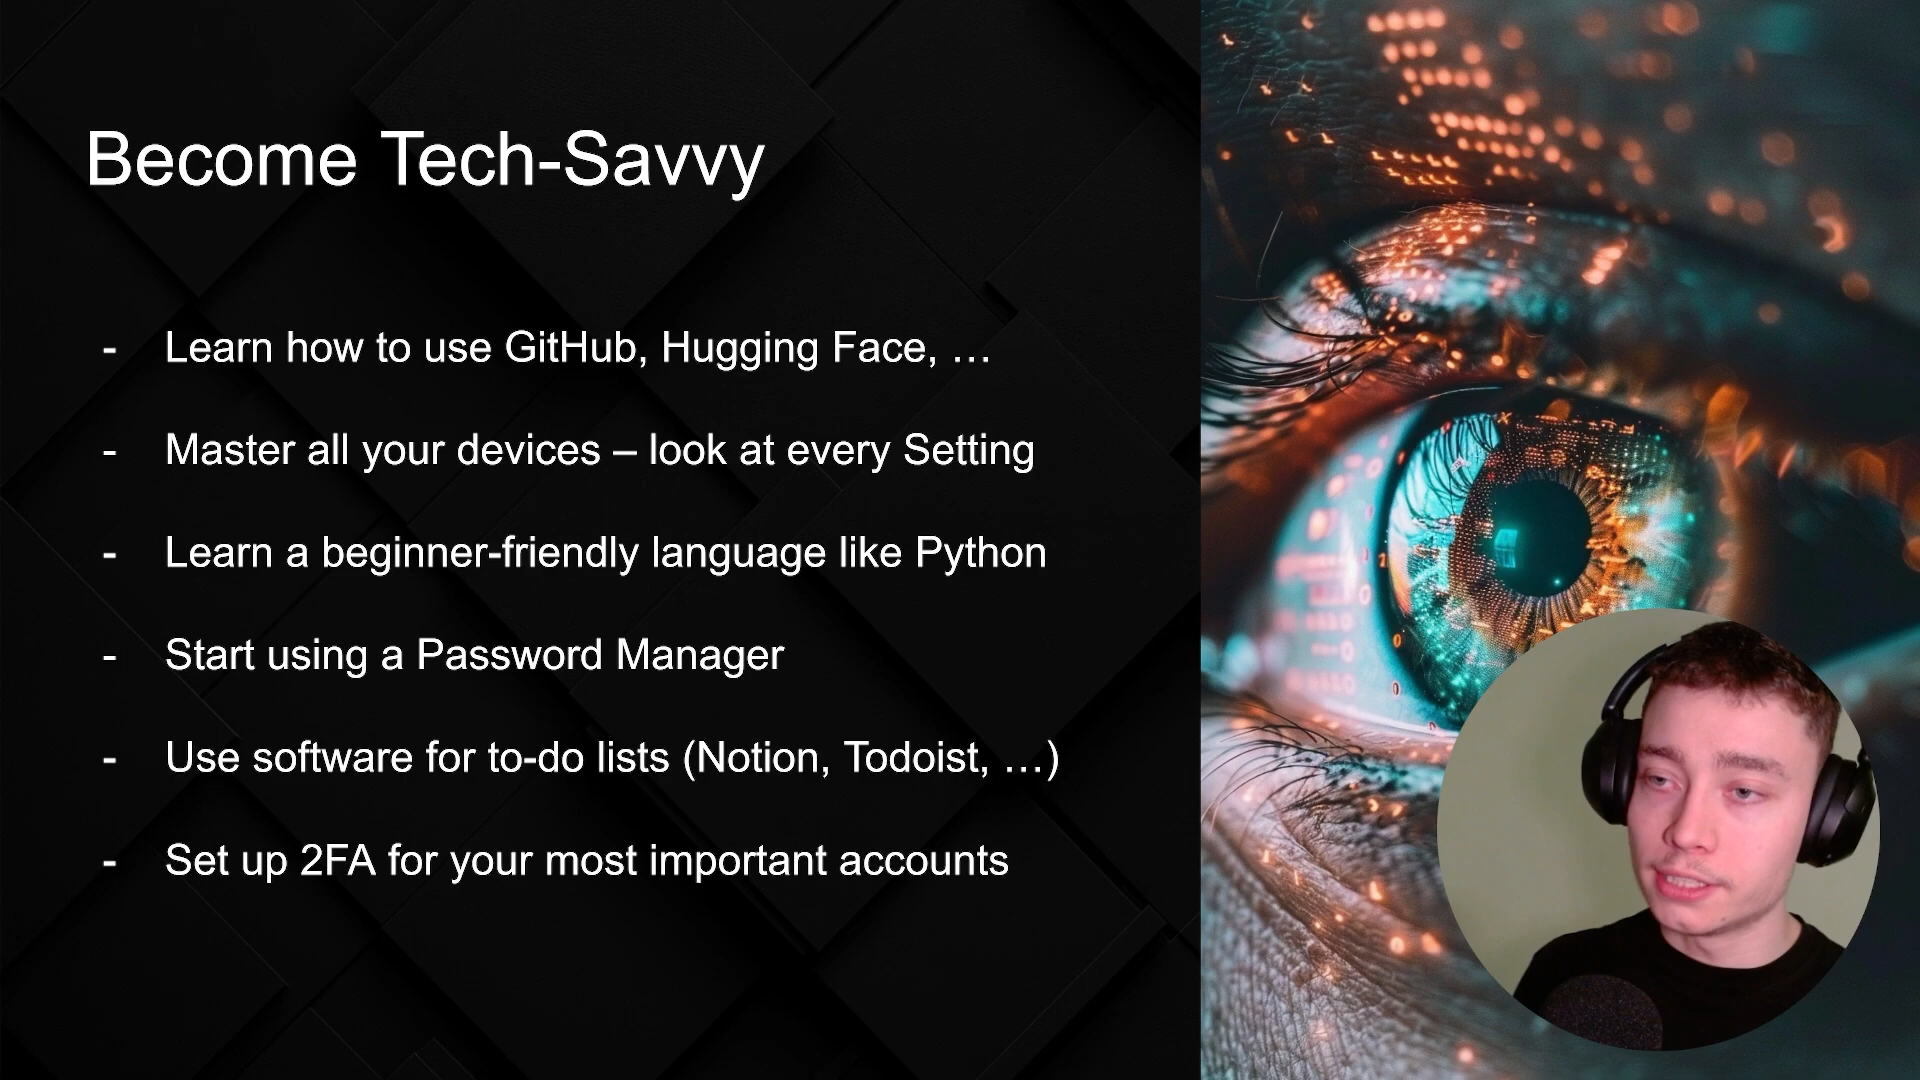 Become Tech-Savvy
- Learn how to use GitHub, Hugging Face, …
- Master all your devices – look at every Setting
- Learn a beginner-friendly language like Python
- Start using a Password Manager
- Use software for to-do lists (Notion, Todoist, …)
- Set up 2FA for your most important accounts